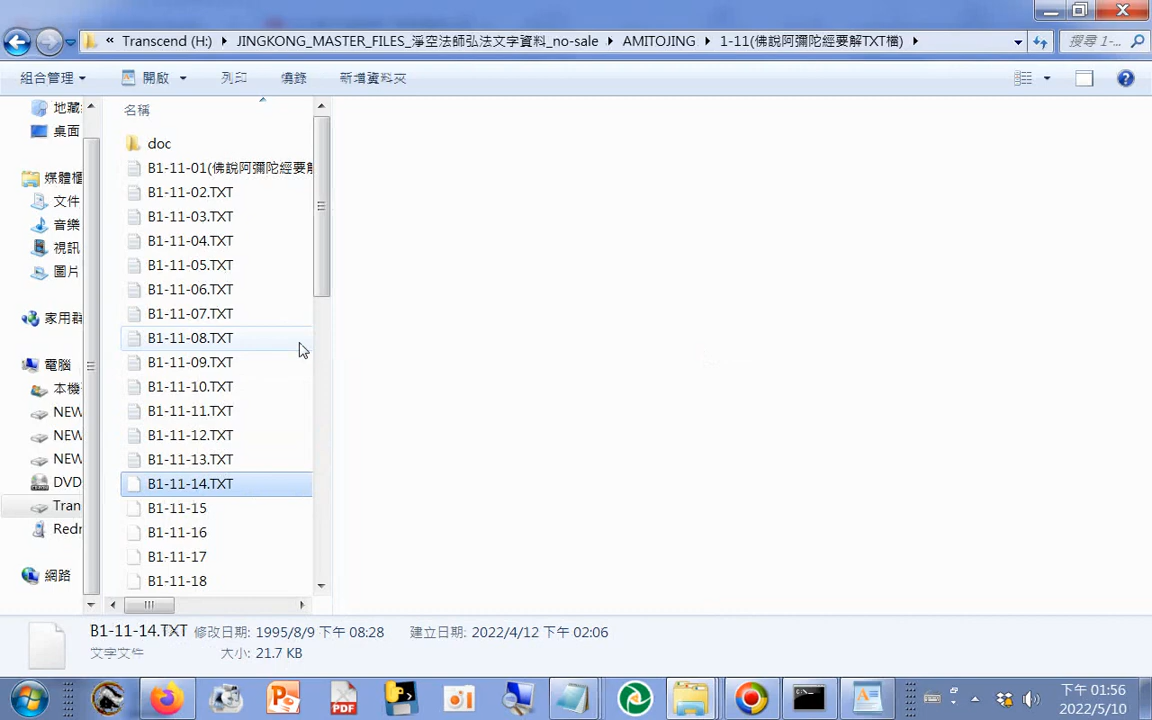 « Transcend (H:) JINGKONG_MASTER_FILES_淨空法師弘法文字資料_no-sale AMITOJING 1-11(佛說阿彌陀經要解TXT檔) 搜尋 1-...
組合管理 開啟 列印 燒錄 新增資料夾
名稱
地藏
桌面
媒體櫃
文件
音樂
視訊
圖片
家用群
電腦
本機
NEW
NEW
NEW
DVD
Tran
Redr
網路
doc
B1-11-01(佛說阿彌陀經要解
B1-11-02.TXT
B1-11-03.TXT
B1-11-04.TXT
B1-11-05.TXT
B1-11-06.TXT
B1-11-07.TXT
B1-11-08.TXT
B1-11-09.TXT
B1-11-10.TXT
B1-11-11.TXT
B1-11-12.TXT
B1-11-13.TXT
B1-11-14.TXT
B1-11-15
B1-11-16
B1-11-17
B1-11-18
B1-11-14.TXT 修改日期: 1995/8/9 下午 08:28 建立日期: 2022/4/12 下午 02:06
文字文件 大小: 21.7 KB
PDF
下午 01:56
2022/5/10